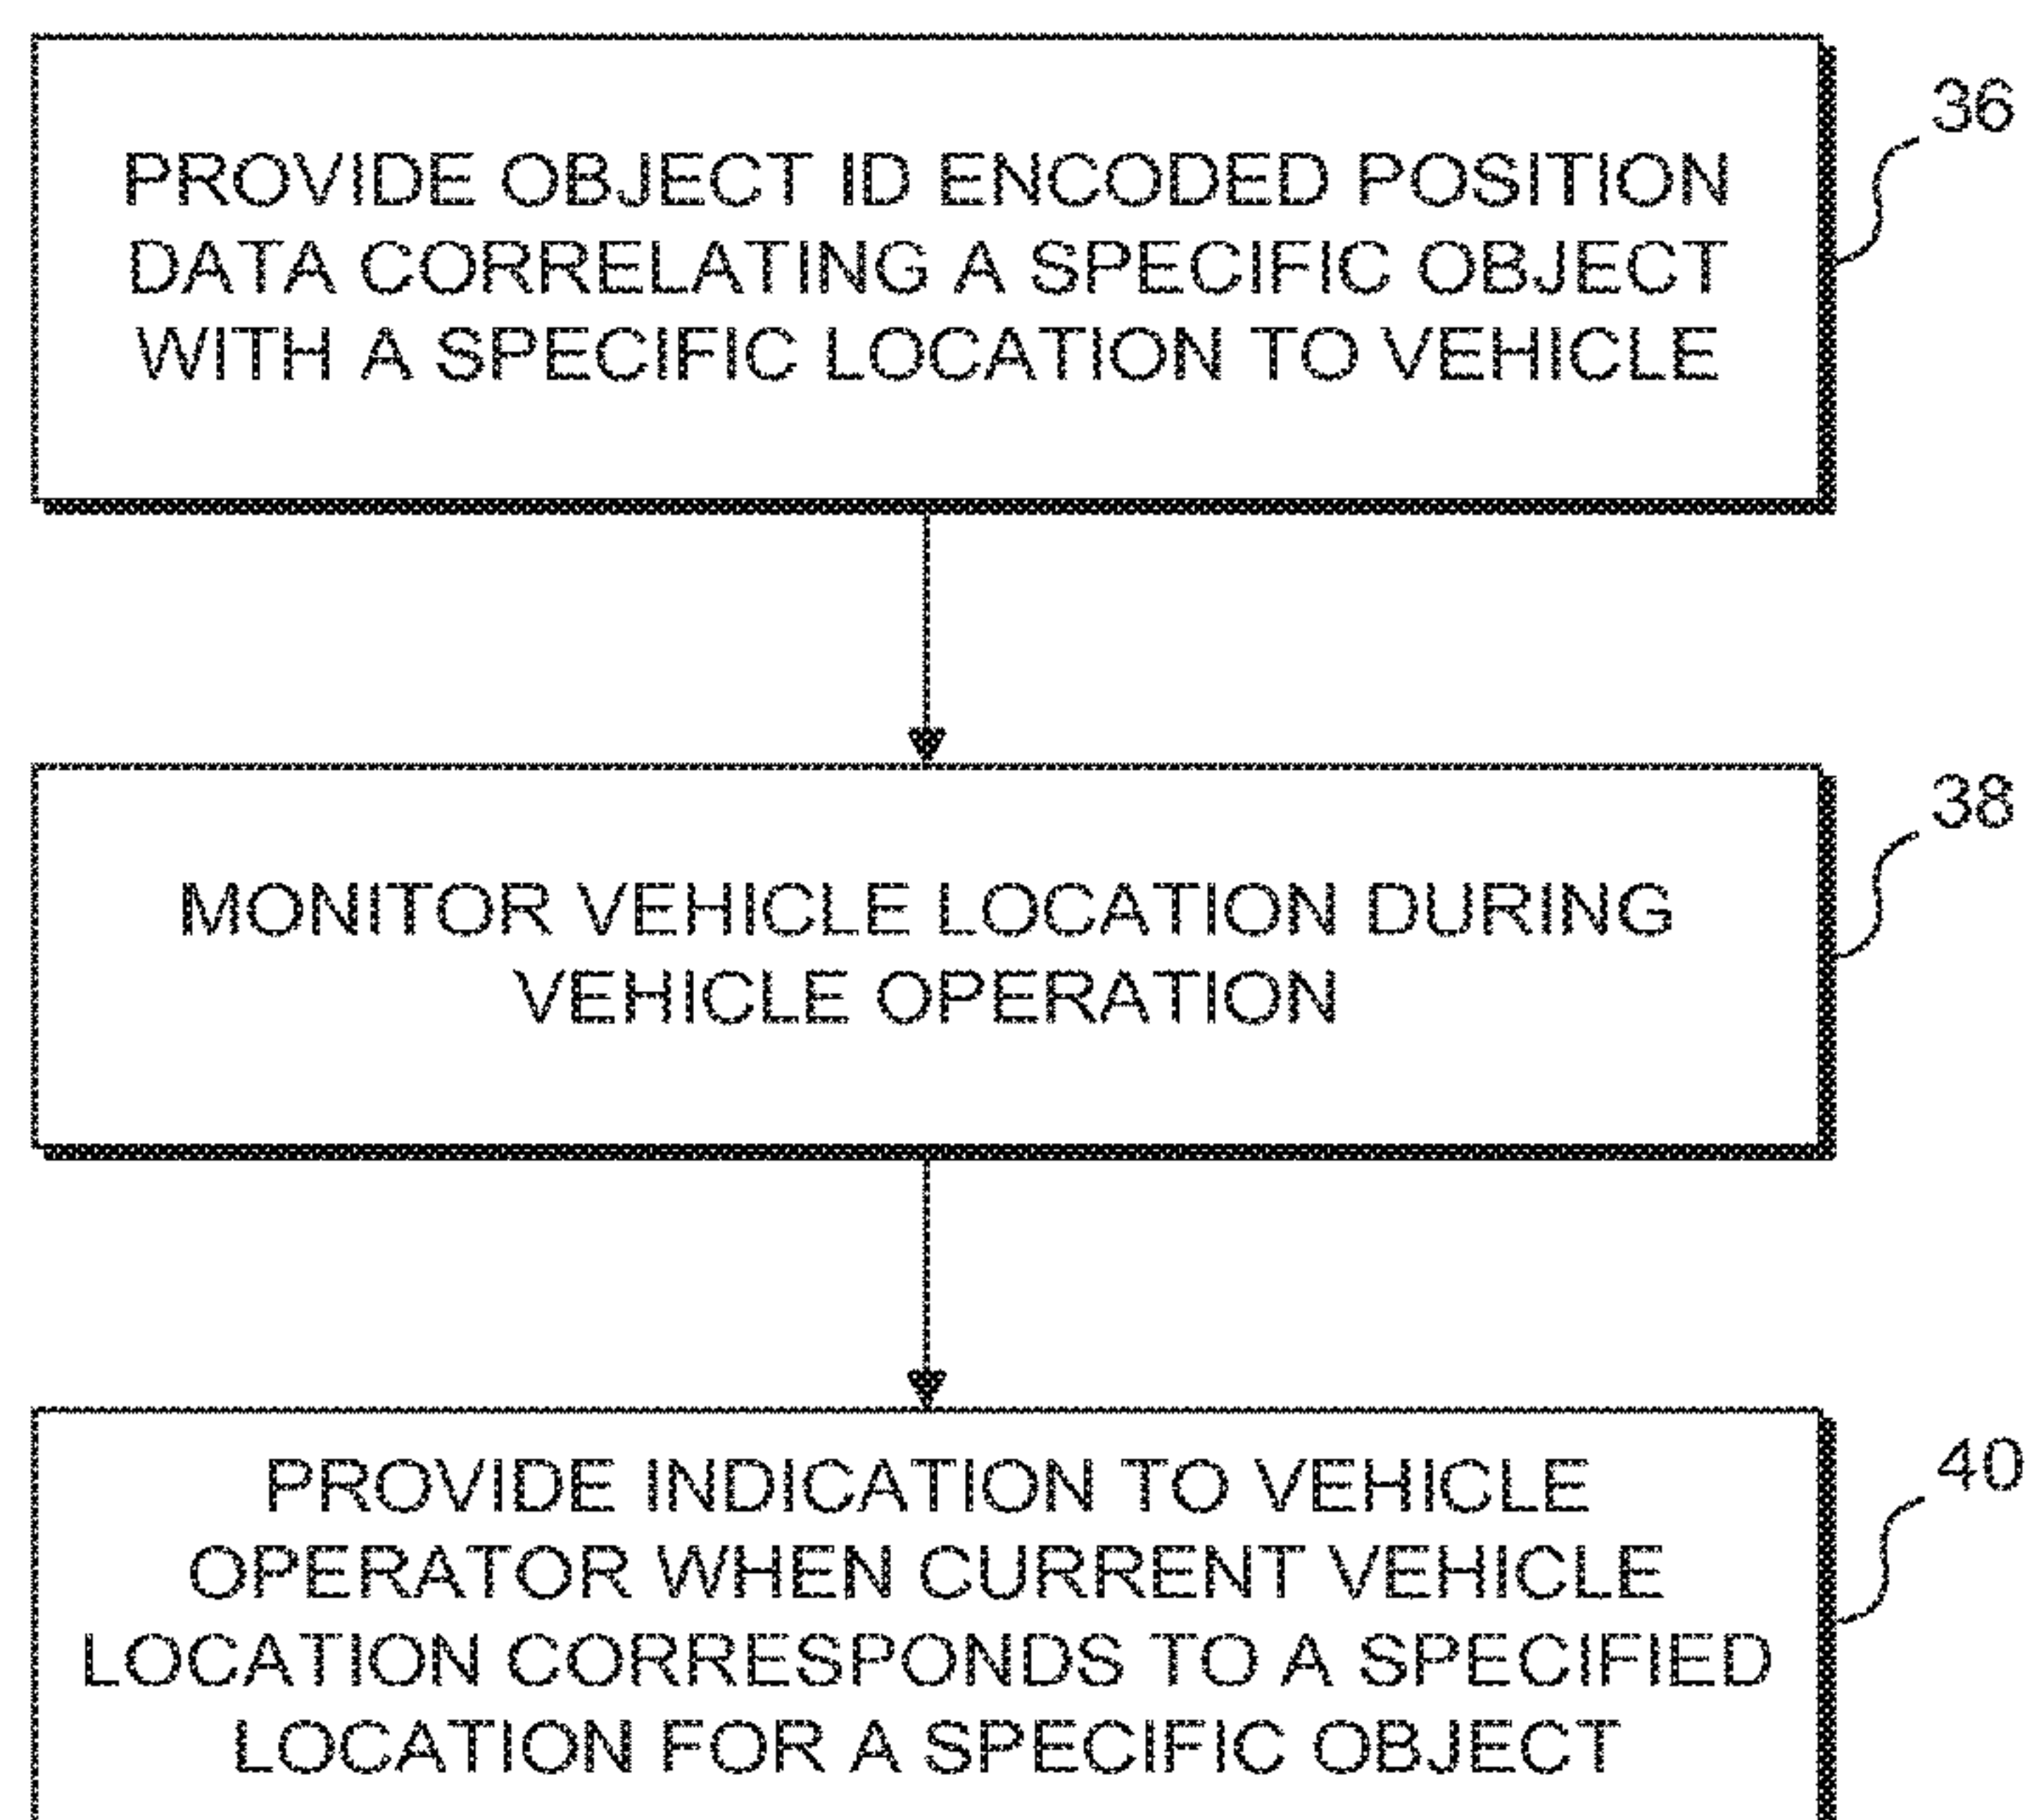 PROVIDE OBJECT ID ENCODED POSITION
DATA CORRELATING A SPECIFIC OBJECT
WITH A SPECIFIC LOCATION TO VEHICLE
36
MONITOR VEHICLE LOCATION DURING
VEHICLE OPERATION
38
PROVIDE INDICATION TO VEHICLE
OPERATOR WHEN CURRENT VEHICLE
LOCATION CORRESPONDS TO A SPECIFIED
LOCATION FOR A SPECIFIC OBJECT
40